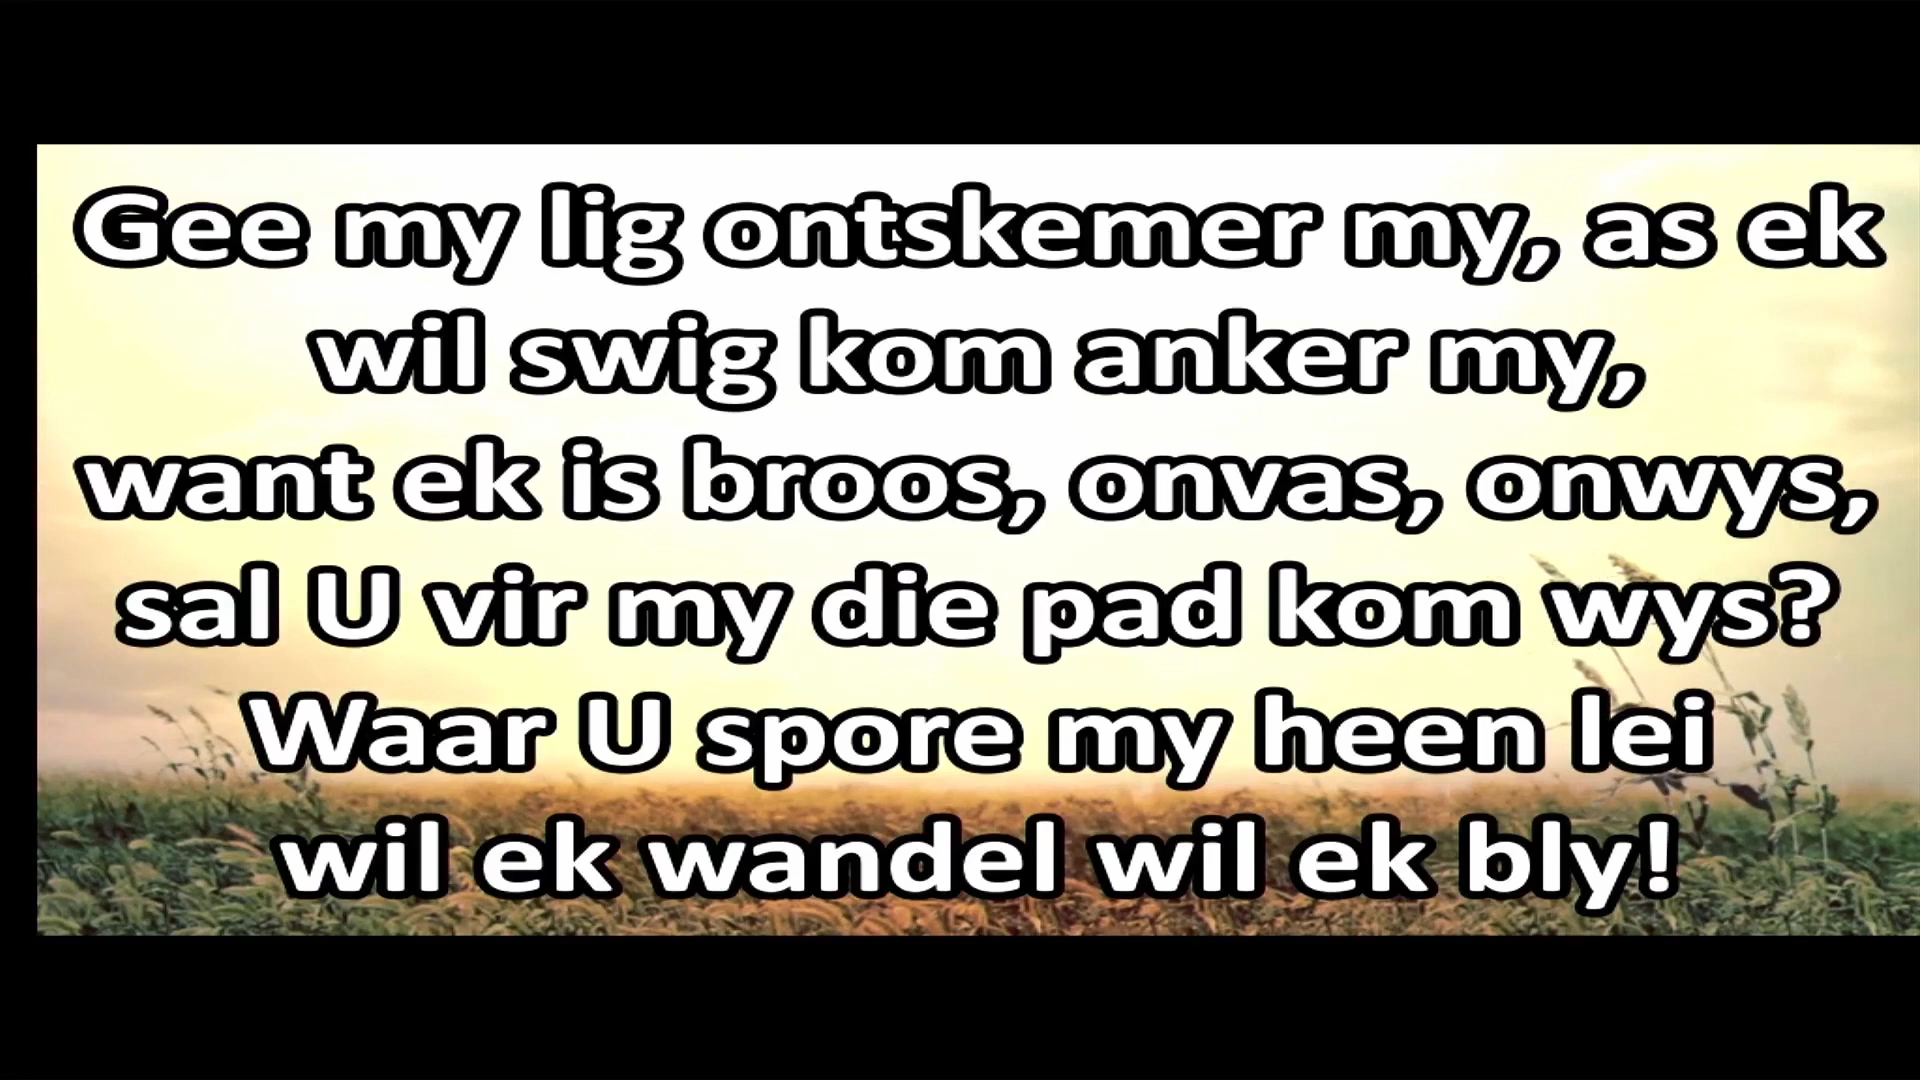 Gee my lig ontskemer my, as ek
wil swig kom anker my,
want ek is broos, onvas, onwys,
sal U vir my die pad kom wys?
Waar U spore my heen lei
wil ek wandel wil ek bly!